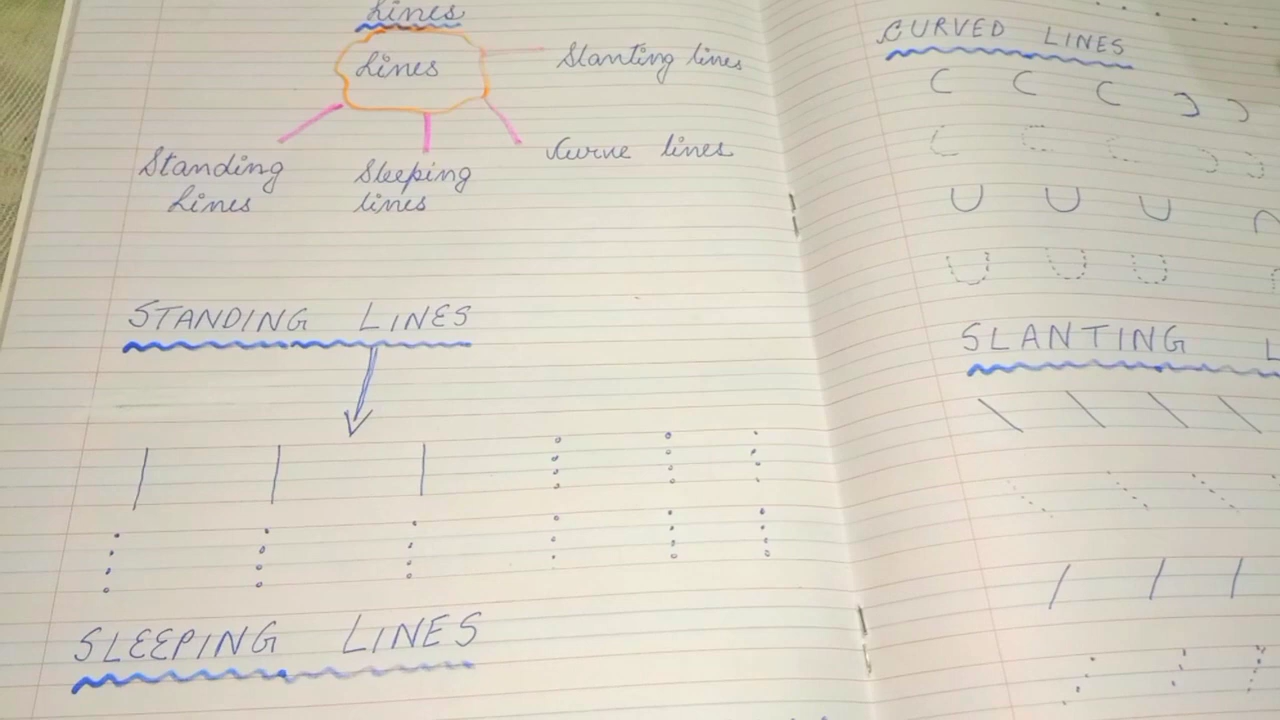 Lines
Lines
Slanting lines
Curve lines
Standing
Lines
Sleeping
lines
STANDING LINES
SLEEPING LINES
CURVED LINES
SLANTING L